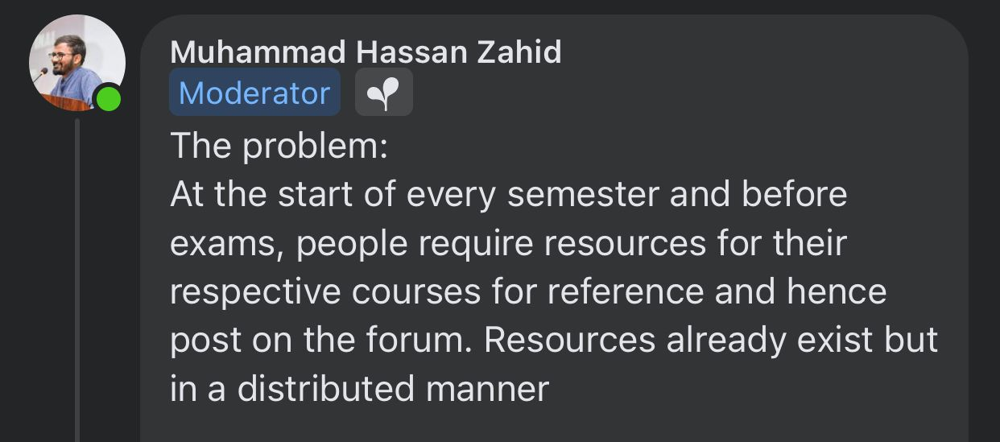 Muhammad Hassan Zahid
Moderator
The problem:
At the start of every semester and before
exams, people require resources for their
respective courses for reference and hence
post on the forum. Resources already exist but
in a distributed manner